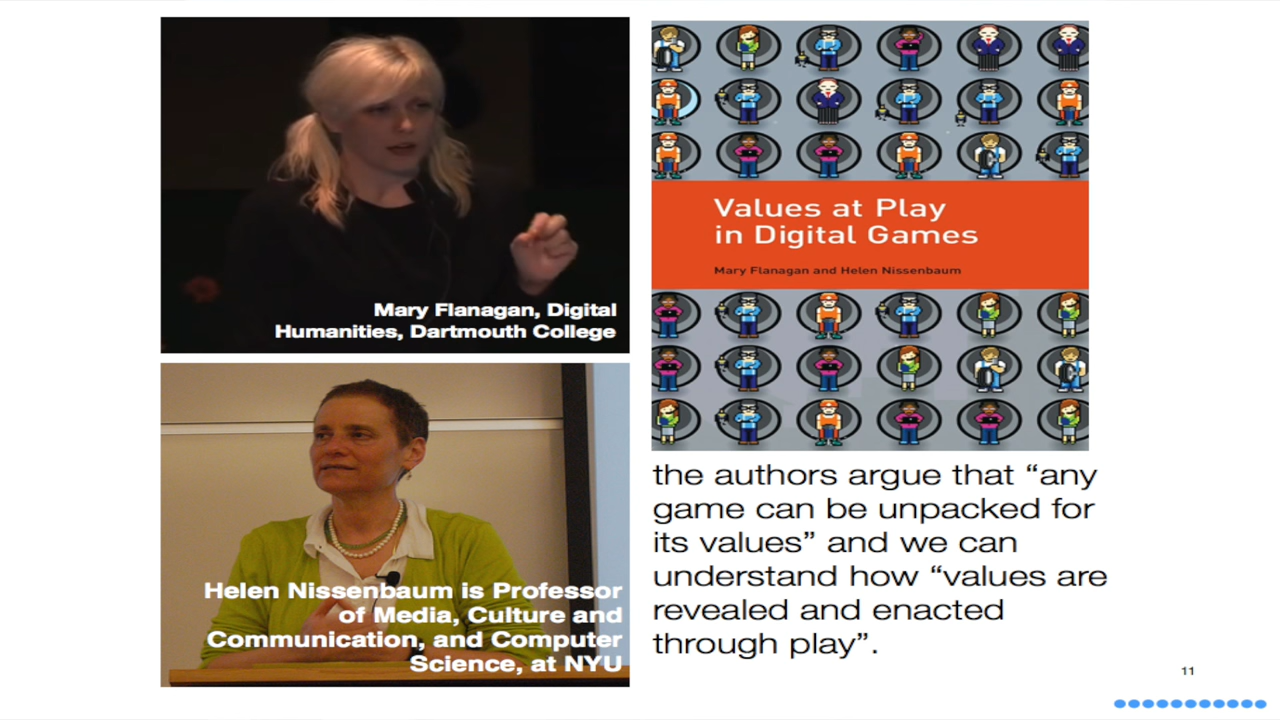 Mary Flanagan, Digital
Humanities, Dartmouth College
Helen Nissenbaum is Professor
of Media, Culture and
Communication, and Computer
Science, at NYU
Values at Play
in Digital Games
Mary Flanagan and Helen Nissenbaum
the authors argue that “any
game can be unpacked for
its values” and we can
understand how “values are
revealed and enacted
through play”.
11